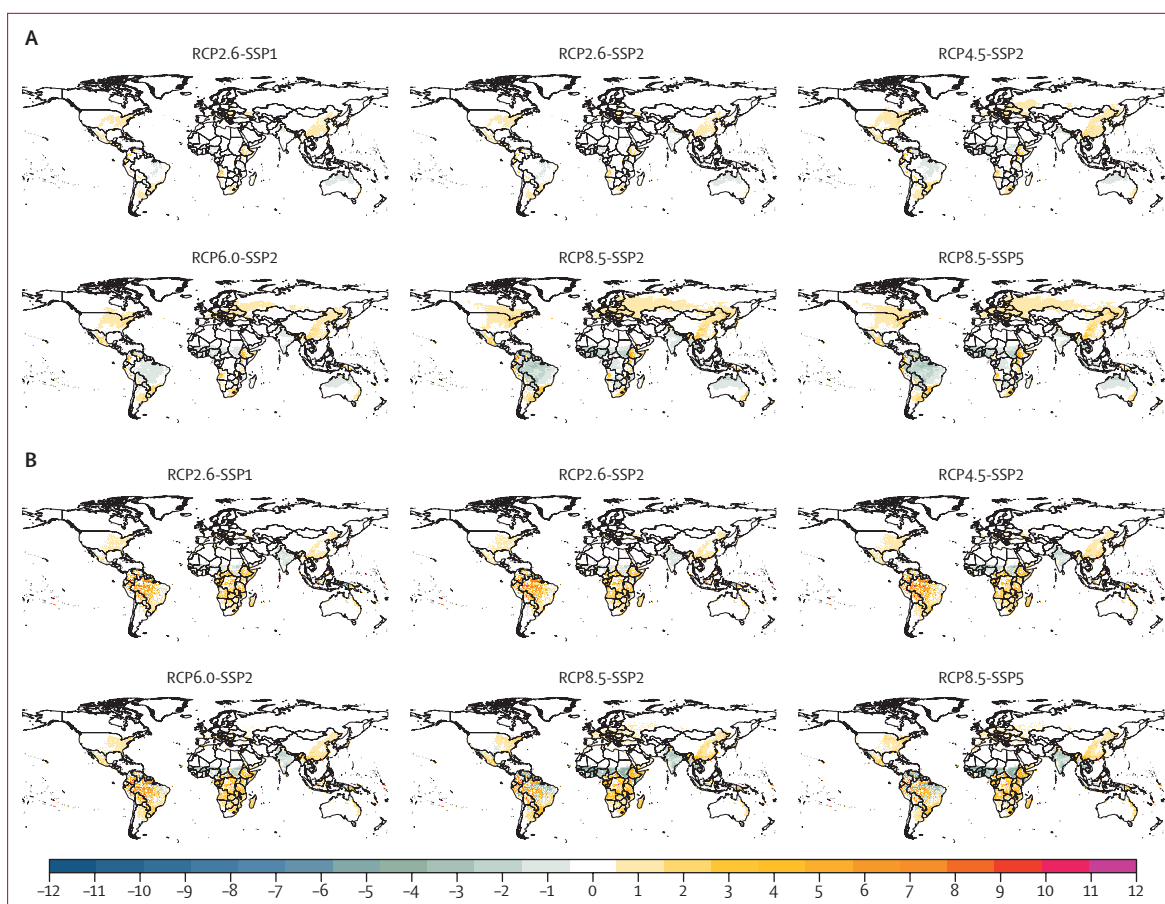 A
RCP2.6-SSP1 RCP2.6-SSP2 RCP4.5-SSP2
RCP6.0-SSP2 RCP8.5-SSP2 RCP8.5-SSP5
B
RCP2.6-SSP1 RCP2.6-SSP2 RCP4.5-SSP2
RCP6.0-SSP2 RCP8.5-SSP2 RCP8.5-SSP5
–12 –11 –10 –9 –8 –7 –6 –5 –4 –3 –2 –1 0 1 2 3 4 5 6 7 8 9 10 11 12